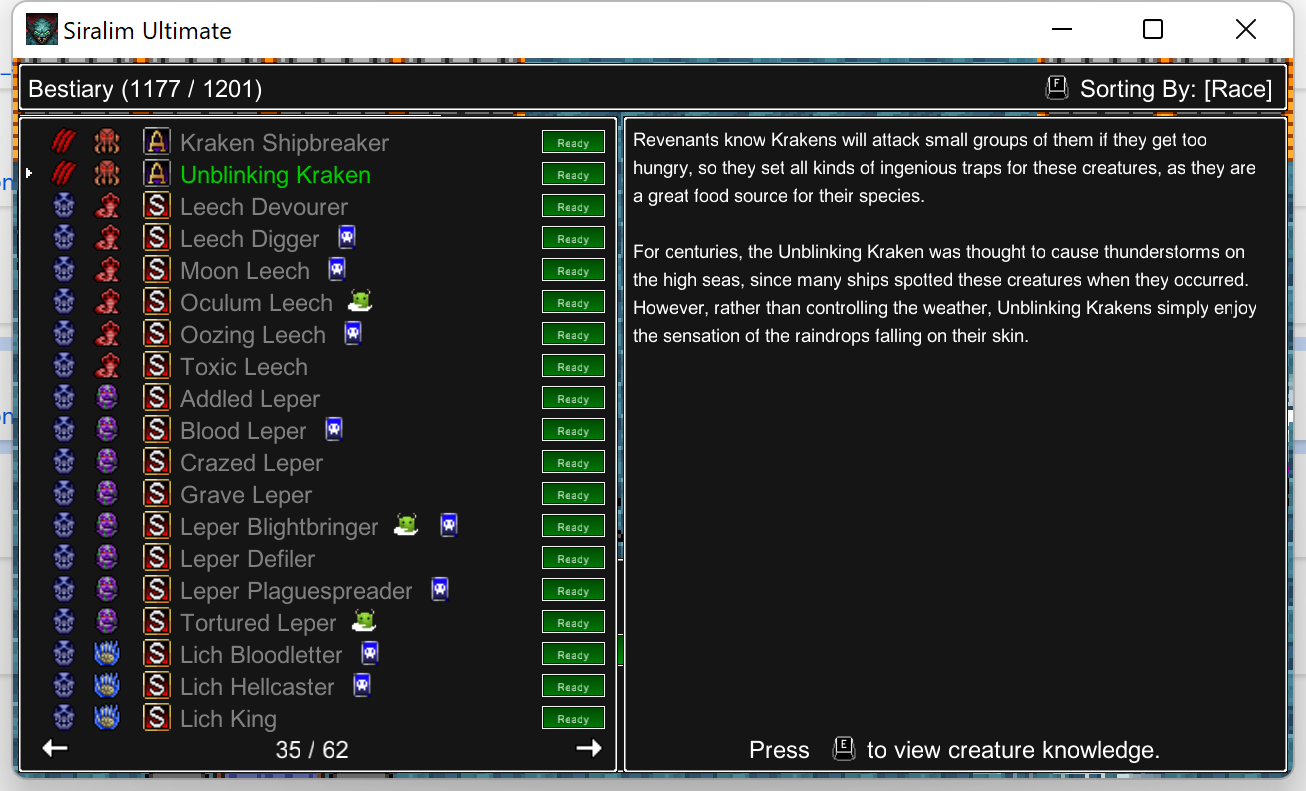 Siralim Ultimate
Bestiary (1177 / 1201)
F Sorting By: [Race]
A Kraken Shipbreaker Ready
A Unblinking Kraken Ready
S Leech Devourer Ready
S Leech Digger Ready
S Moon Leech Ready
S Oculum Leech Ready
S Oozing Leech Ready
S Toxic Leech Ready
S Addled Leper Ready
S Blood Leper Ready
S Crazed Leper Ready
S Grave Leper Ready
S Leper Blightbringer Ready
S Leper Defiler Ready
S Leper Plaguespreader Ready
S Tortured Leper Ready
S Lich Bloodletter Ready
S Lich Hellcaster Ready
S Lich King Ready
35 / 62
Revenants know Krakens will attack small groups of them if they get too
hungry, so they set all kinds of ingenious traps for these creatures, as they are
a great food source for their species.
For centuries, the Unblinking Kraken was thought to cause thunderstorms on
the high seas, since many ships spotted these creatures when they occurred.
However, rather than controlling the weather, Unblinking Krakens simply enjoy
the sensation of the raindrops falling on their skin.
Press E to view creature knowledge.